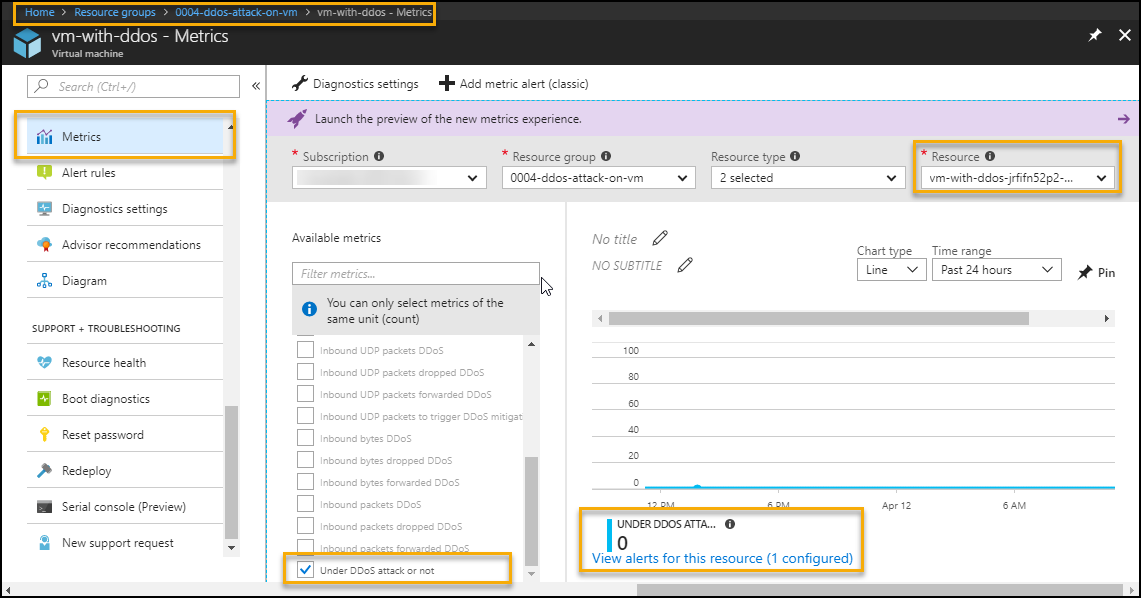 Home > Resource groups > 0004-ddos-attack-on-vm > vm-with-ddos - Metrics
vm-with-ddos - Metrics
Virtual machine
Search (Ctrl+/)
«
Metrics
Alert rules
Diagnostics settings
Advisor recommendations
Diagram
SUPPORT + TROUBLESHOOTING
Resource health
Boot diagnostics
Reset password
Redeploy
Serial console (Preview)
New support request
Diagnostics settings
Add metric alert (classic)
Launch the preview of the new metrics experience.
* Subscription
* Resource group
0004-ddos-attack-on-vm
Resource type
2 selected
* Resource
vm-with-ddos-jrfifn52p2-...
Available metrics
Filter metrics...
You can only select metrics of the
same unit (count)
Inbound UDP packets DDoS
Inbound UDP packets dropped DDoS
Inbound UDP packets forwarded DDoS
Inbound UDP packets to trigger DDoS mitigat
Inbound bytes DDoS
Inbound bytes dropped DDoS
Inbound bytes forwarded DDoS
Inbound packets DDoS
Inbound packets dropped DDoS
Inbound packets forwarded DDoS
Under DDoS attack or not
No title
NO SUBTITLE
Chart type
Line
Time range
Past 24 hours
Pin
100
80
60
40
20
0
12 PM
6 PM
Apr 12
6 AM
UNDER DDOS ATTA...
0
View alerts for this resource (1 configured)